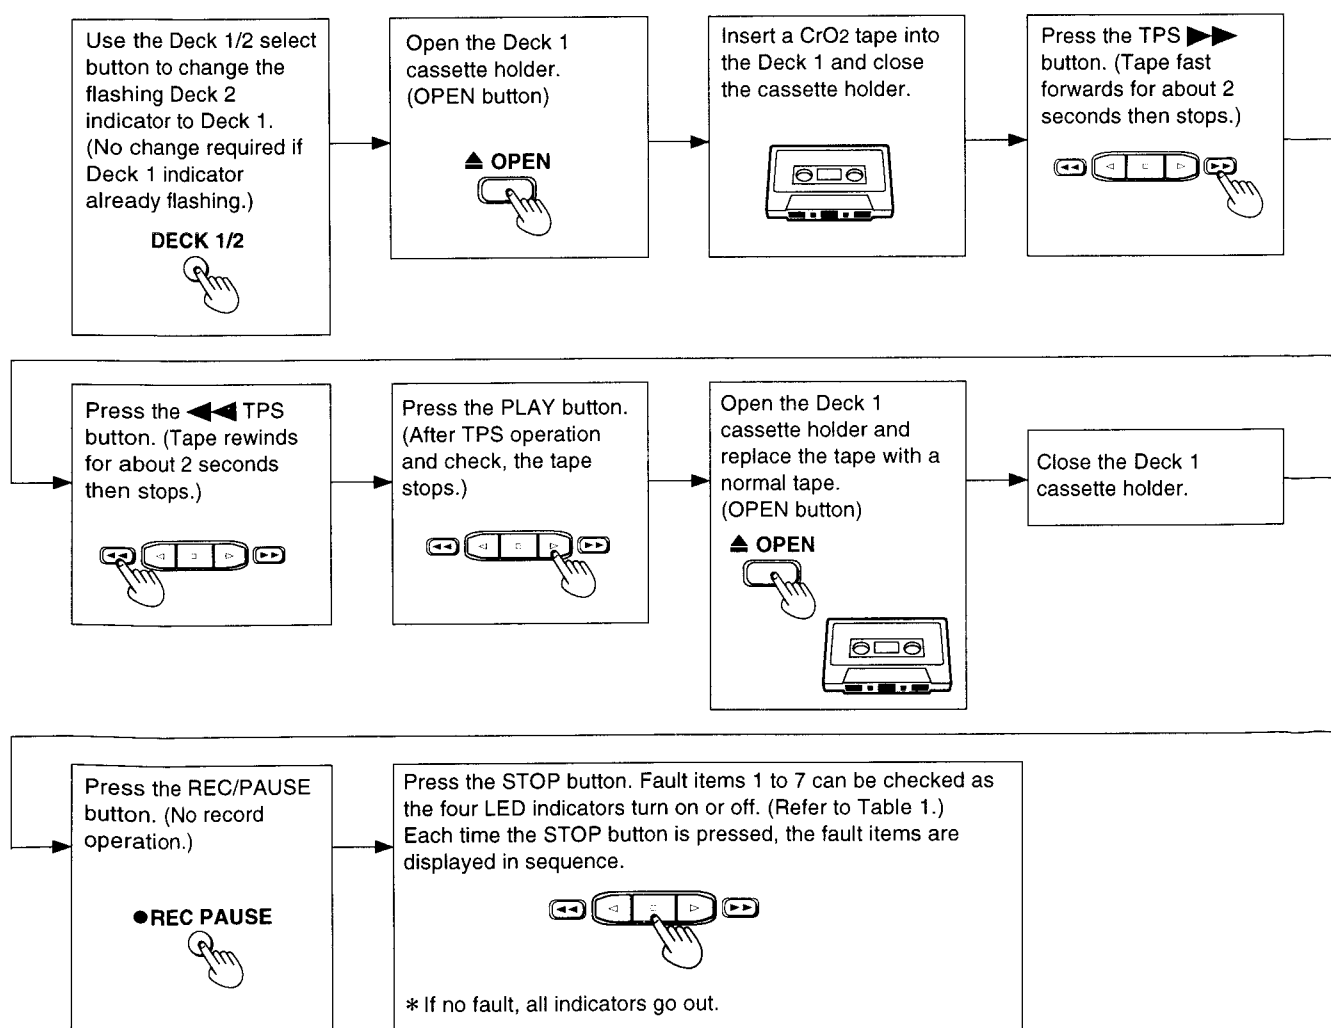 Use the Deck 1/2 select
button to change the
flashing Deck 2
indicator to Deck 1.
(No change required if
Deck 1 indicator
already flashing.)
DECK 1/2
Open the Deck 1
cassette holder.
(OPEN button)
▲ OPEN
Insert a CrO2 tape into
the Deck 1 and close
the cassette holder.
Press the TPS ▶▶
button. (Tape fast
forwards for about 2
seconds then stops.)
Press the ◀◀ TPS
button. (Tape rewinds
for about 2 seconds
then stops.)
Press the PLAY button.
(After TPS operation
and check, the tape
stops.)
Open the Deck 1
cassette holder and
replace the tape with a
normal tape.
(OPEN button)
▲ OPEN
Close the Deck 1
cassette holder.
Press the REC/PAUSE
button. (No record
operation.)
●REC PAUSE
Press the STOP button. Fault items 1 to 7 can be checked as
the four LED indicators turn on or off. (Refer to Table 1.)
Each time the STOP button is pressed, the fault items are
displayed in sequence.
* If no fault, all indicators go out.